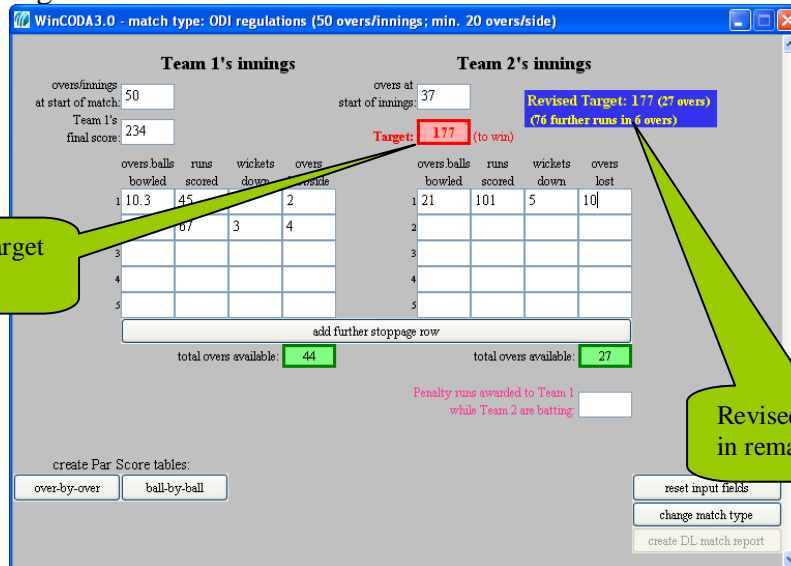 WinCODA3.0 - match type: ODI regulations (50 overs/innings; min. 20 overs/side)
Team 1's innings
overs/innings at start of match: 50
Team 1's final score: 234
overs.balls bowled runs scored wickets down overs
1 10.3 45 2
67 3 4
3
4
5
Team 2's innings
overs at start of innings: 37
Revised Target: 177 (27 overs)
(76 further runs in 6 overs)
Target: 177 (to win)
overs.balls bowled runs scored wickets down overs lost
1 21 101 5 10
2
3
4
5
add further stoppage row
total overs available: 44
total overs available: 27
Penalty runs awarded to Team 1
while Team 2 are batting:
Revised
in
create Par Score tables:
over-by-over ball-by-ball
reset input fields
change match type
create DL match report